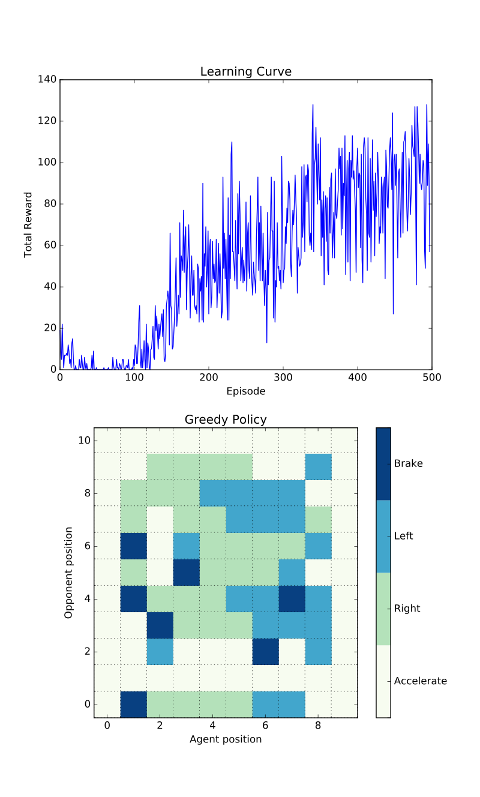 Learning Curve
140
120
100
80
60
40
20
0
0 100 200 300 400 500
Total Reward
Episode
Greedy Policy
10
8
6
4
2
0
0 2 4 6 8
Opponent position
Agent position
Brake
Left
Right
Accelerate